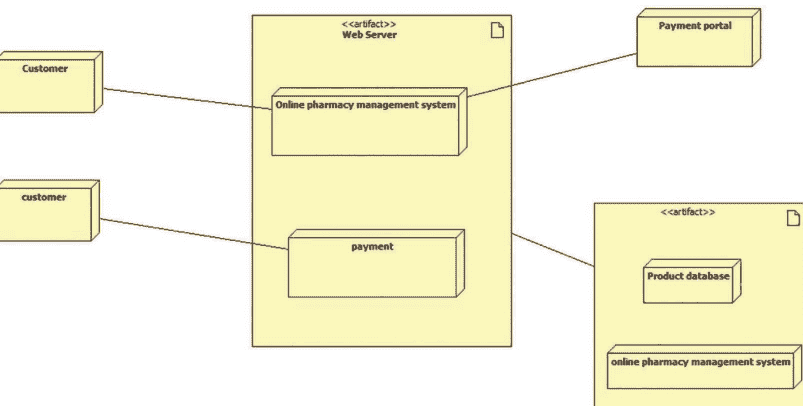 <<artifact>>
Web Server
Payment portal
Customer
Online pharmacy management system
customer
payment
<<artifact>>
Product database
online pharmacy management system